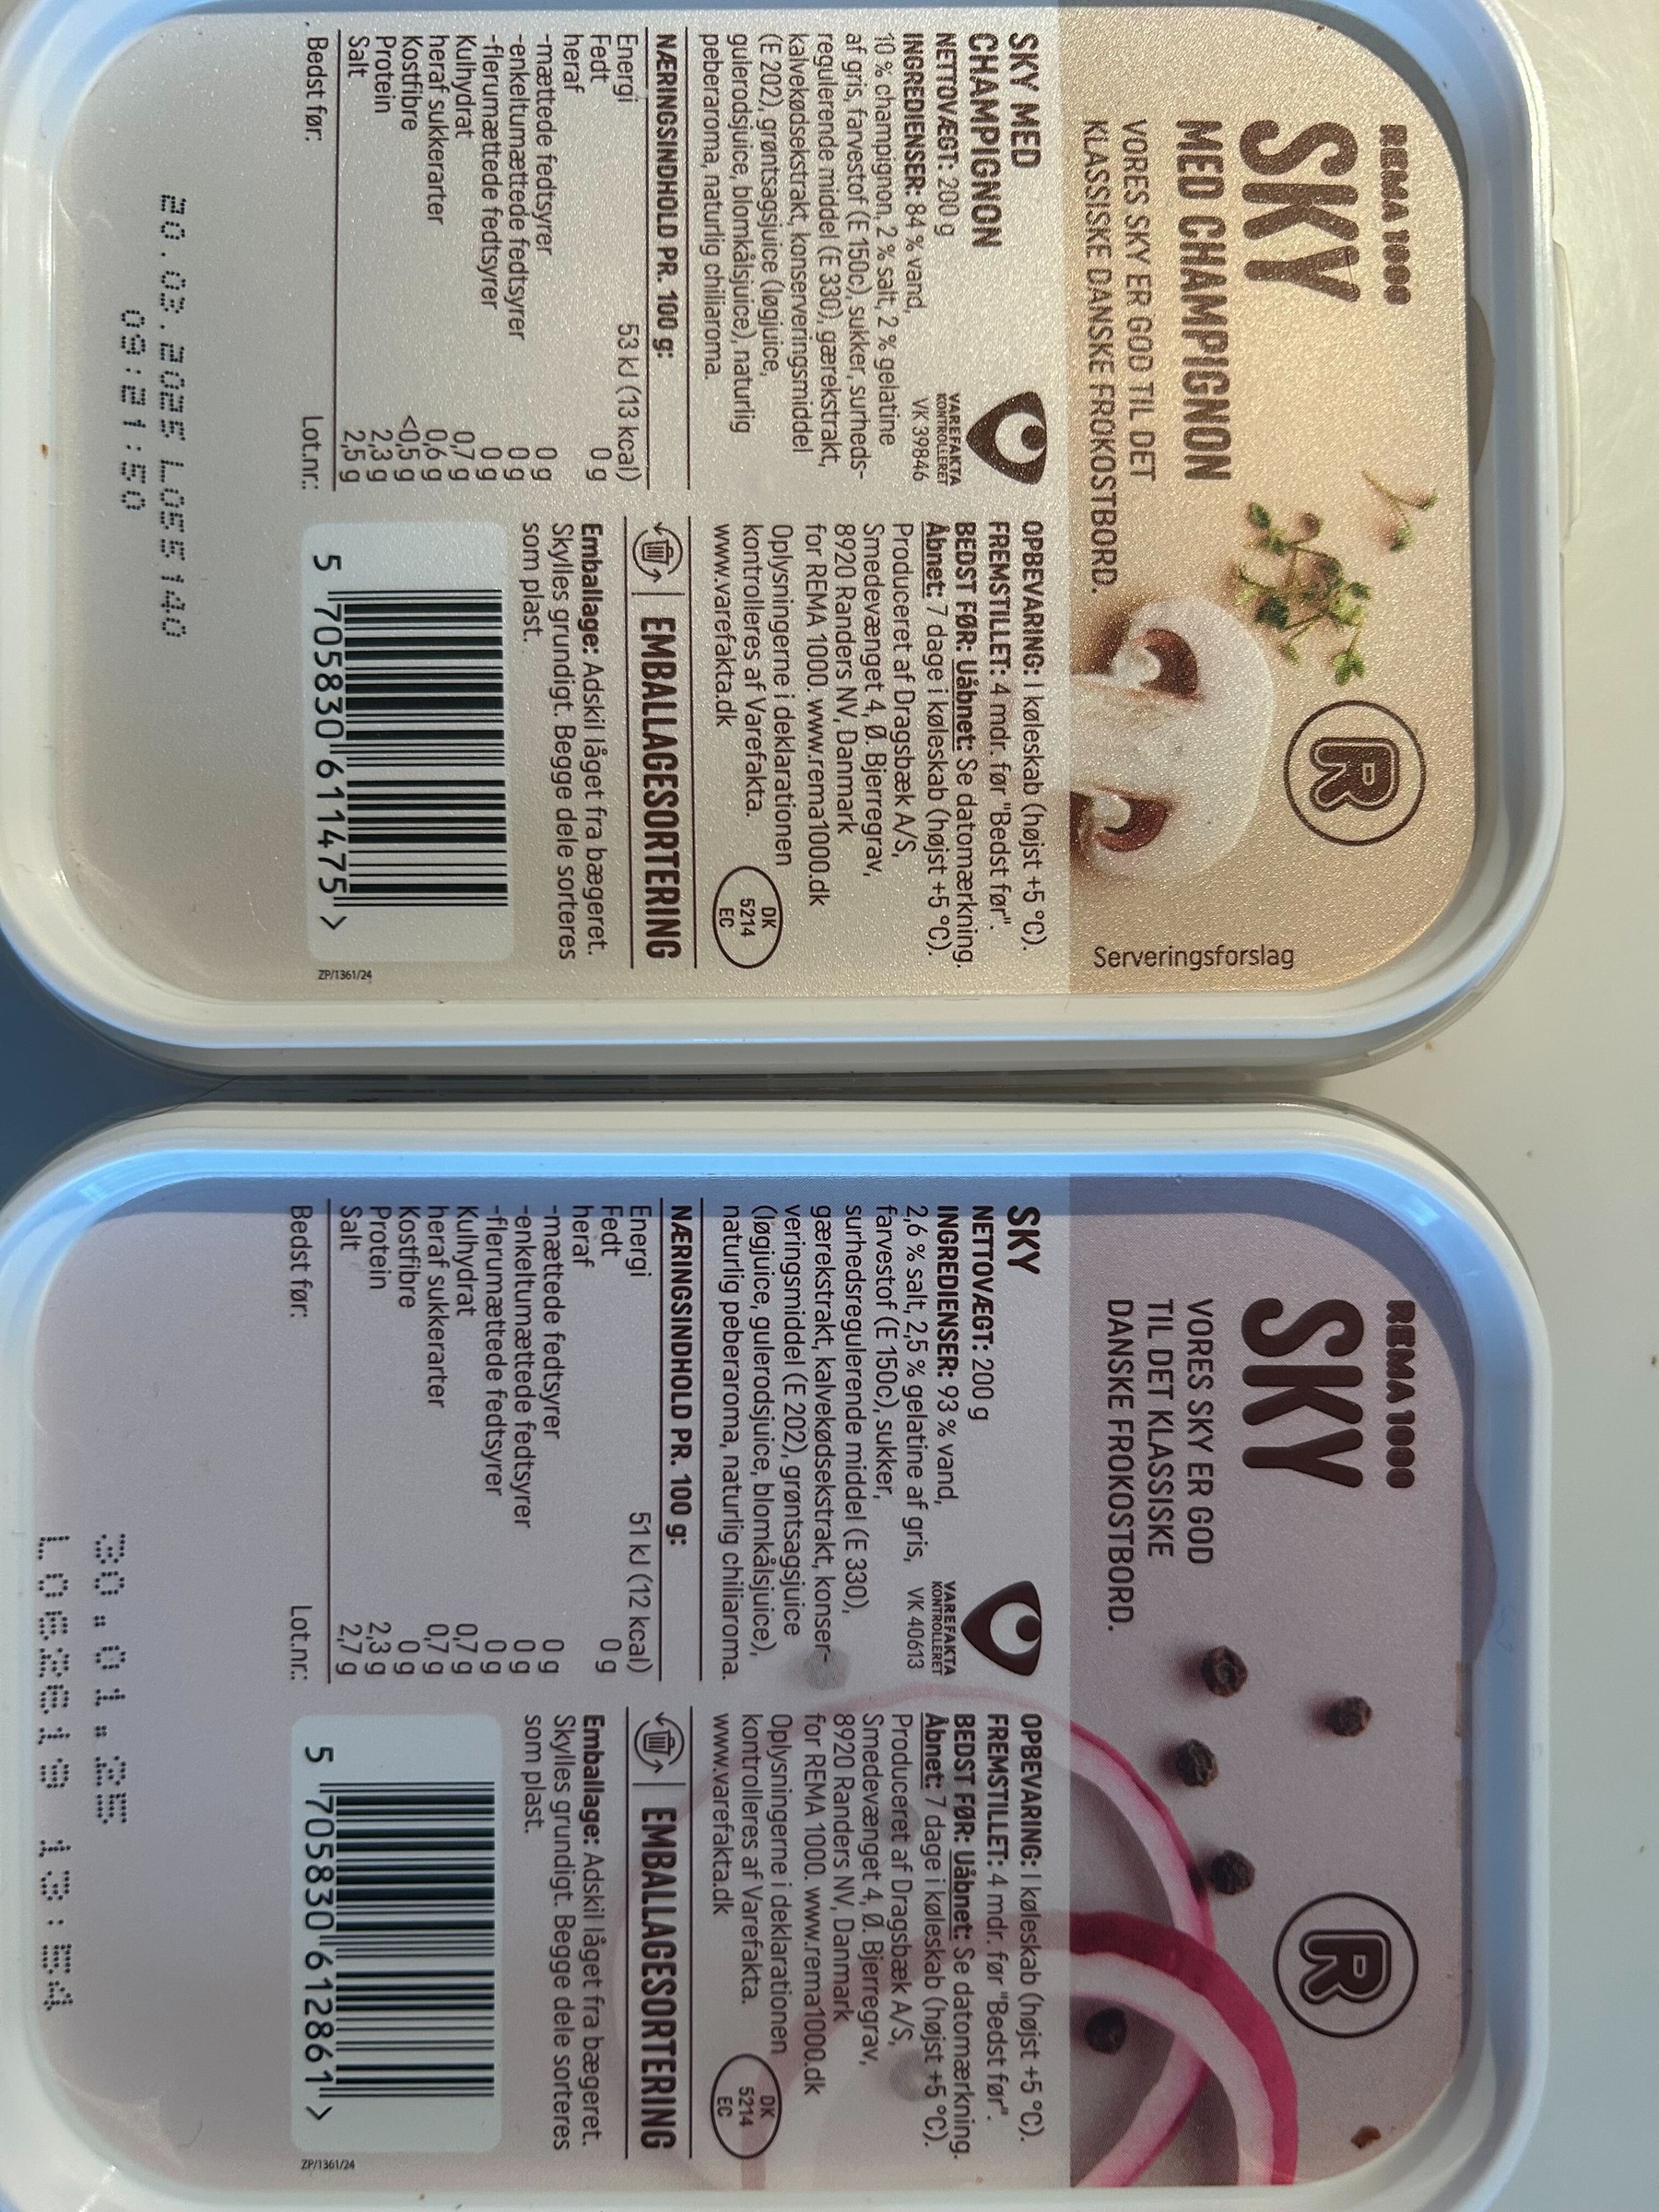 REMA 1000
SKY
MED CHAMPIGNON
VORES SKY ER GOD TIL DET
KLASSISKE DANSKE FROKOSTBORD.
R
Serveringsforslag
SKY MED
CHAMPIGNON
NETTOVÆGT: 200 g
INGREDIENSER: 84 % vand,
10 % champignon, 2 % salt, 2 % gelatine
af gris, farvestof (E 150c), sukker, surheds-
regulerende middel (E 330), gærekstrakt,
kalvekødsekstrakt, konserveringsmiddel
(E 202), grøntsagsjuice (løgjuice,
gulerodsjuice, blomkålsjuice), naturlig
peberaroma, naturlig chiliaroma.
VAREFAKTA
KONTROLLERET
VK 39846
NÆRINGSINDHOLD PR. 100 g:
Energi 53 kJ (13 kcal)
Fedt 0 g
heraf
-mættede fedtsyrer 0 g
-enkeltumættede fedtsyrer 0 g
-flerumættede fedtsyrer 0 g
Kulhydrat 0,7 g
heraf sukkerarter 0,6 g
Kostfibre <0,5 g
Protein 2,3 g
Salt 2,5 g
Bedst før: Lot.nr.:
20.03.2025 L055140
09:21:50
OPBEVARING: I køleskab (højst +5 °C).
FREMSTILLET: 4 mdr. før "Bedst før".
BEDST FØR: Uåbnet: Se datomærkning.
Åbnet: 7 dage i køleskab (højst +5 °C).
Produceret af Dragsbæk A/S,
Smedevænget 4, Ø. Bjerregrav,
8920 Randers NV, Danmark
for REMA 1000. www.rema1000.dk
Oplysningerne i deklarationen
kontrolleres af Varefakta.
www.varefakta.dk
DK
5214
EC
EMBALLAGESORTERING
Emballage: Adskil låget fra bægeret.
Skylles grundigt. Begge dele sorteres
som plast.
5 705830 611475 >
ZP/1361/24
REMA 1000
SKY
VORES SKY ER GOD
TIL DET KLASSISKE
DANSKE FROKOSTBORD.
R
SKY
NETTOVÆGT: 200 g
INGREDIENSER: 93 % vand,
2,6 % salt, 2,5 % gelatine af gris,
farvestof (E 150c), sukker,
surhedsregulerende middel (E 330),
gærekstrakt, kalvekødsekstrakt, konser-
veringsmiddel (E 202), grøntsagsjuice
(løgjuice, gulerodsjuice, blomkålsjuice),
naturlig peberaroma, naturlig chiliaroma.
VAREFAKTA
KONTROLLERET
VK 40613
NÆRINGSINDHOLD PR. 100 g:
Energi 51 kJ (12 kcal)
Fedt 0 g
heraf
-mættede fedtsyrer 0 g
-enkeltumættede fedtsyrer 0 g
-flerumættede fedtsyrer 0 g
Kulhydrat 0,7 g
heraf sukkerarter 0,7 g
Kostfibre 0 g
Protein 2,3 g
Salt 2,7 g
Bedst før: Lot.nr.:
30.01.25
13:54
OPBEVARING: I køleskab (højst +5 °C).
FREMSTILLET: 4 mdr. før "Bedst før".
BEDST FØR: Uåbnet: Se datomærkning.
Åbnet: 7 dage i køleskab (højst +5 °C).
Produceret af Dragsbæk A/S,
Smedevænget 4, Ø. Bjerregrav,
8920 Randers NV, Danmark
for REMA 1000. www.rema1000.dk
Oplysningerne i deklarationen
kontrolleres af Varefakta.
www.varefakta.dk
DK
5214
EC
EMBALLAGESORTERING
Emballage: Adskil låget fra bægeret.
Skylles grundigt. Begge dele sorteres
som plast.
5 705830 612861 >
ZP/1361/24